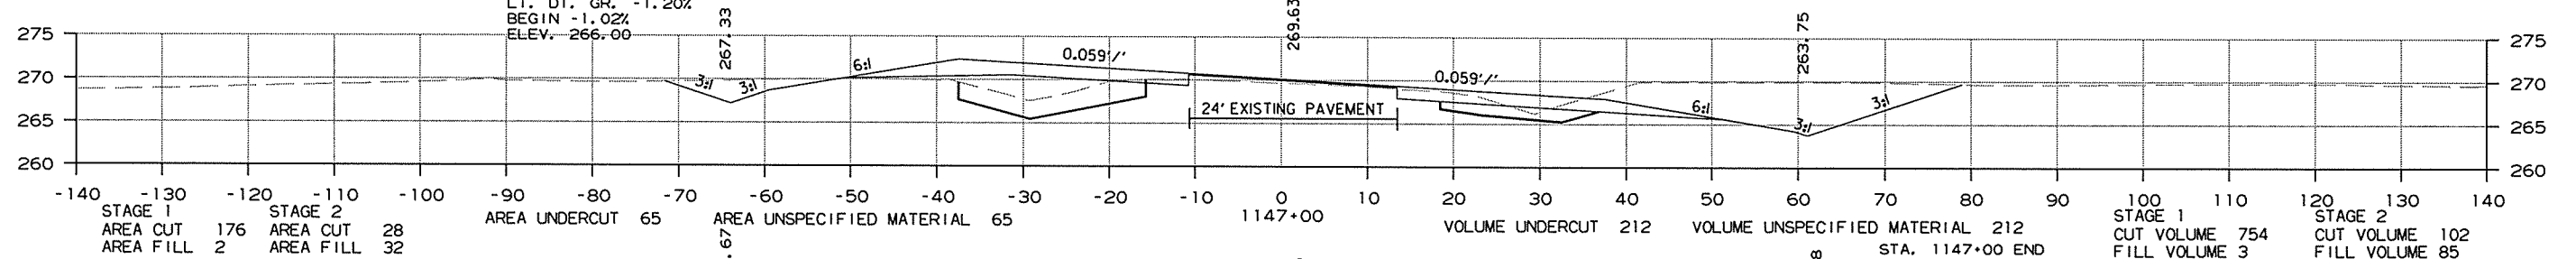 LT. DT. GR. -1.20%
BEGIN -1.02%
ELEV. 266.00
267.33
269.63
263.75
275
275
270
270
265
265
260
260
3:1
3:1
6:1
0.059'/'
0.059'/'
6:1
3:1
3:1
24' EXISTING PAVEMENT
-140 -130 -120 -110 -100 -90 -80 -70 -60 -50 -40 -30 -20 -10 0 10 20 30 40 50 60 70 80 90 100 110 120 130 140
1147+00
STAGE 1 STAGE 2
AREA CUT 176 AREA CUT 28
AREA FILL 2 AREA FILL 32
AREA UNDERCUT 65 AREA UNSPECIFIED MATERIAL 65
VOLUME UNDERCUT 212 VOLUME UNSPECIFIED MATERIAL 212
STA. 1147+00 END
STAGE 1 STAGE 2
CUT VOLUME 754 CUT VOLUME 102
FILL VOLUME 3 FILL VOLUME 85
.67